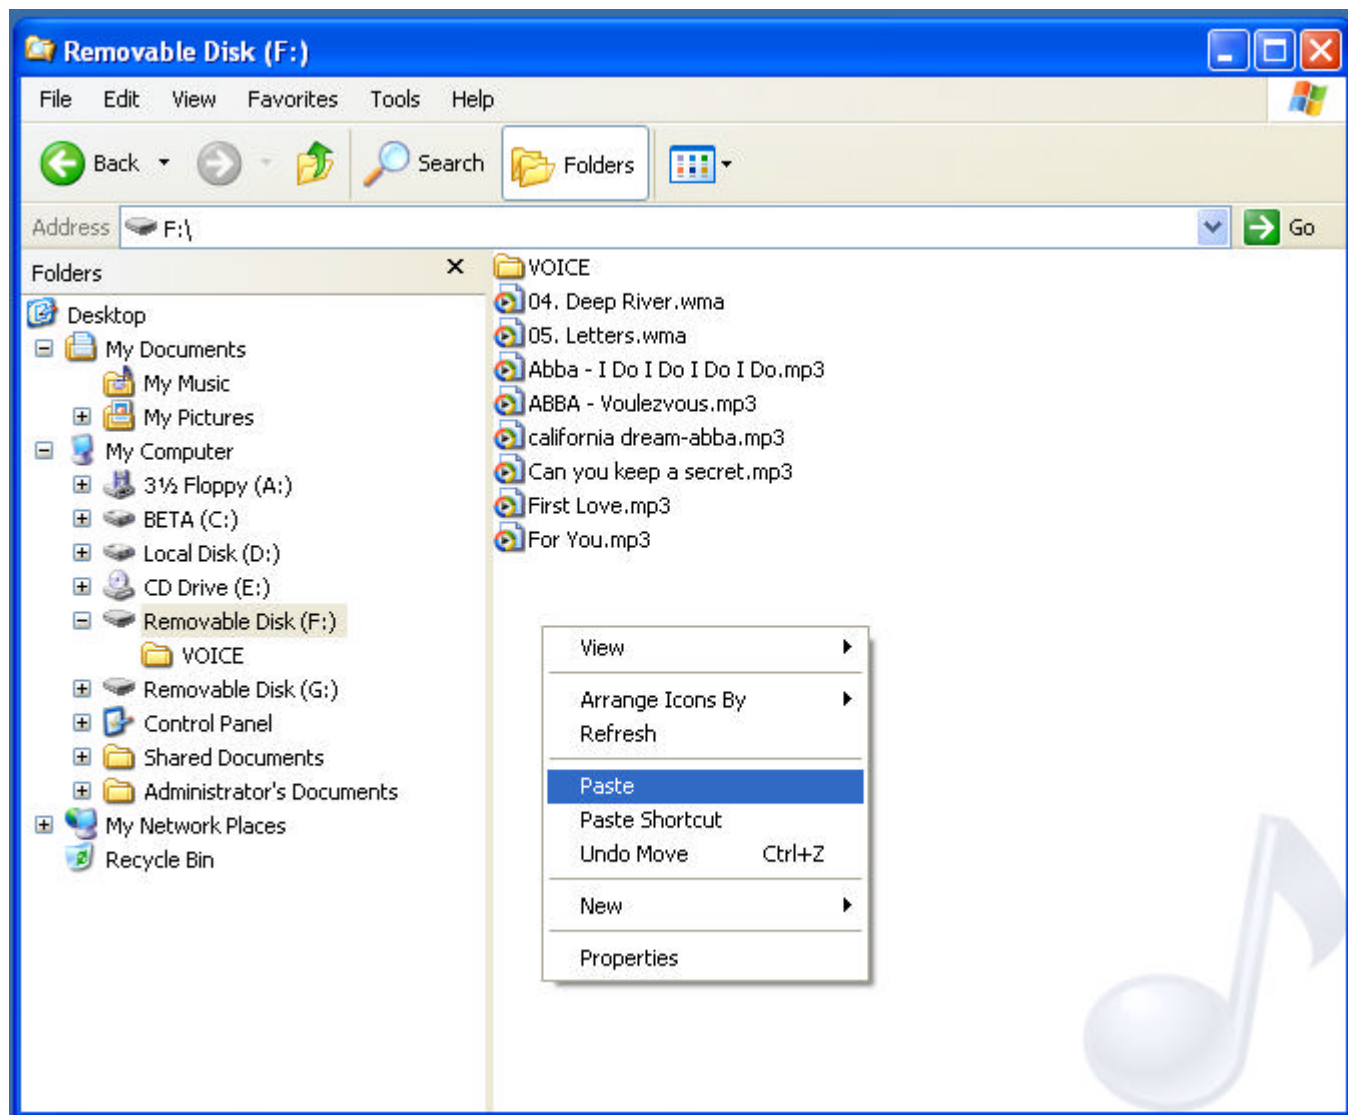 Removable Disk (F:)
File Edit View Favorites Tools Help
Back Search Folders
Address F:\ Go
Folders
Desktop
My Documents
My Music
My Pictures
My Computer
3½ Floppy (A:)
BETA (C:)
Local Disk (D:)
CD Drive (E:)
Removable Disk (F:)
VOICE
Removable Disk (G:)
Control Panel
Shared Documents
Administrator's Documents
My Network Places
Recycle Bin
VOICE
04. Deep River.wma
05. Letters.wma
Abba - I Do I Do I Do I Do.mp3
ABBA - Voulezvous.mp3
california dream-abba.mp3
Can you keep a secret.mp3
First Love.mp3
For You.mp3
View
Arrange Icons By
Refresh
Paste
Paste Shortcut
Undo Move Ctrl+Z
New
Properties